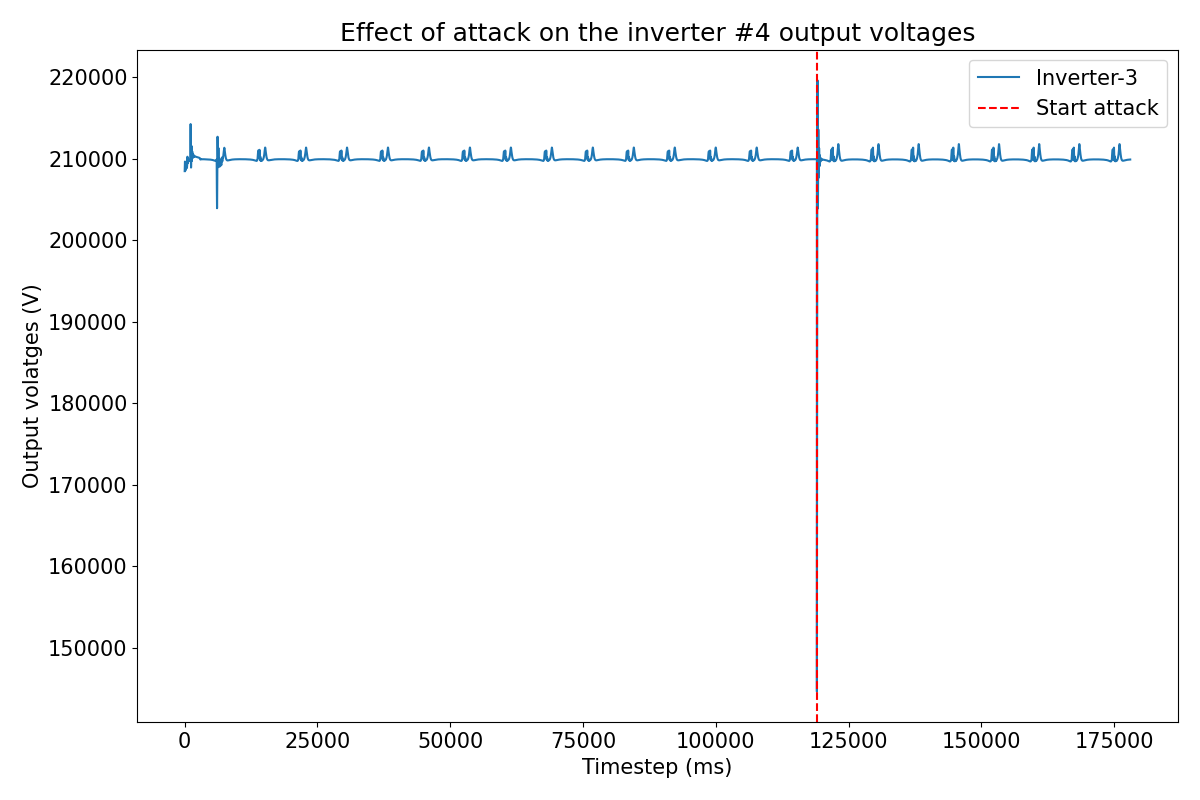 Effect of attack on the inverter #4 output voltages
Inverter-3
Start attack
Output volatges (V)
220000
210000
200000
190000
180000
170000
160000
150000
0 25000 50000 75000 100000 125000 150000 175000
Timestep (ms)